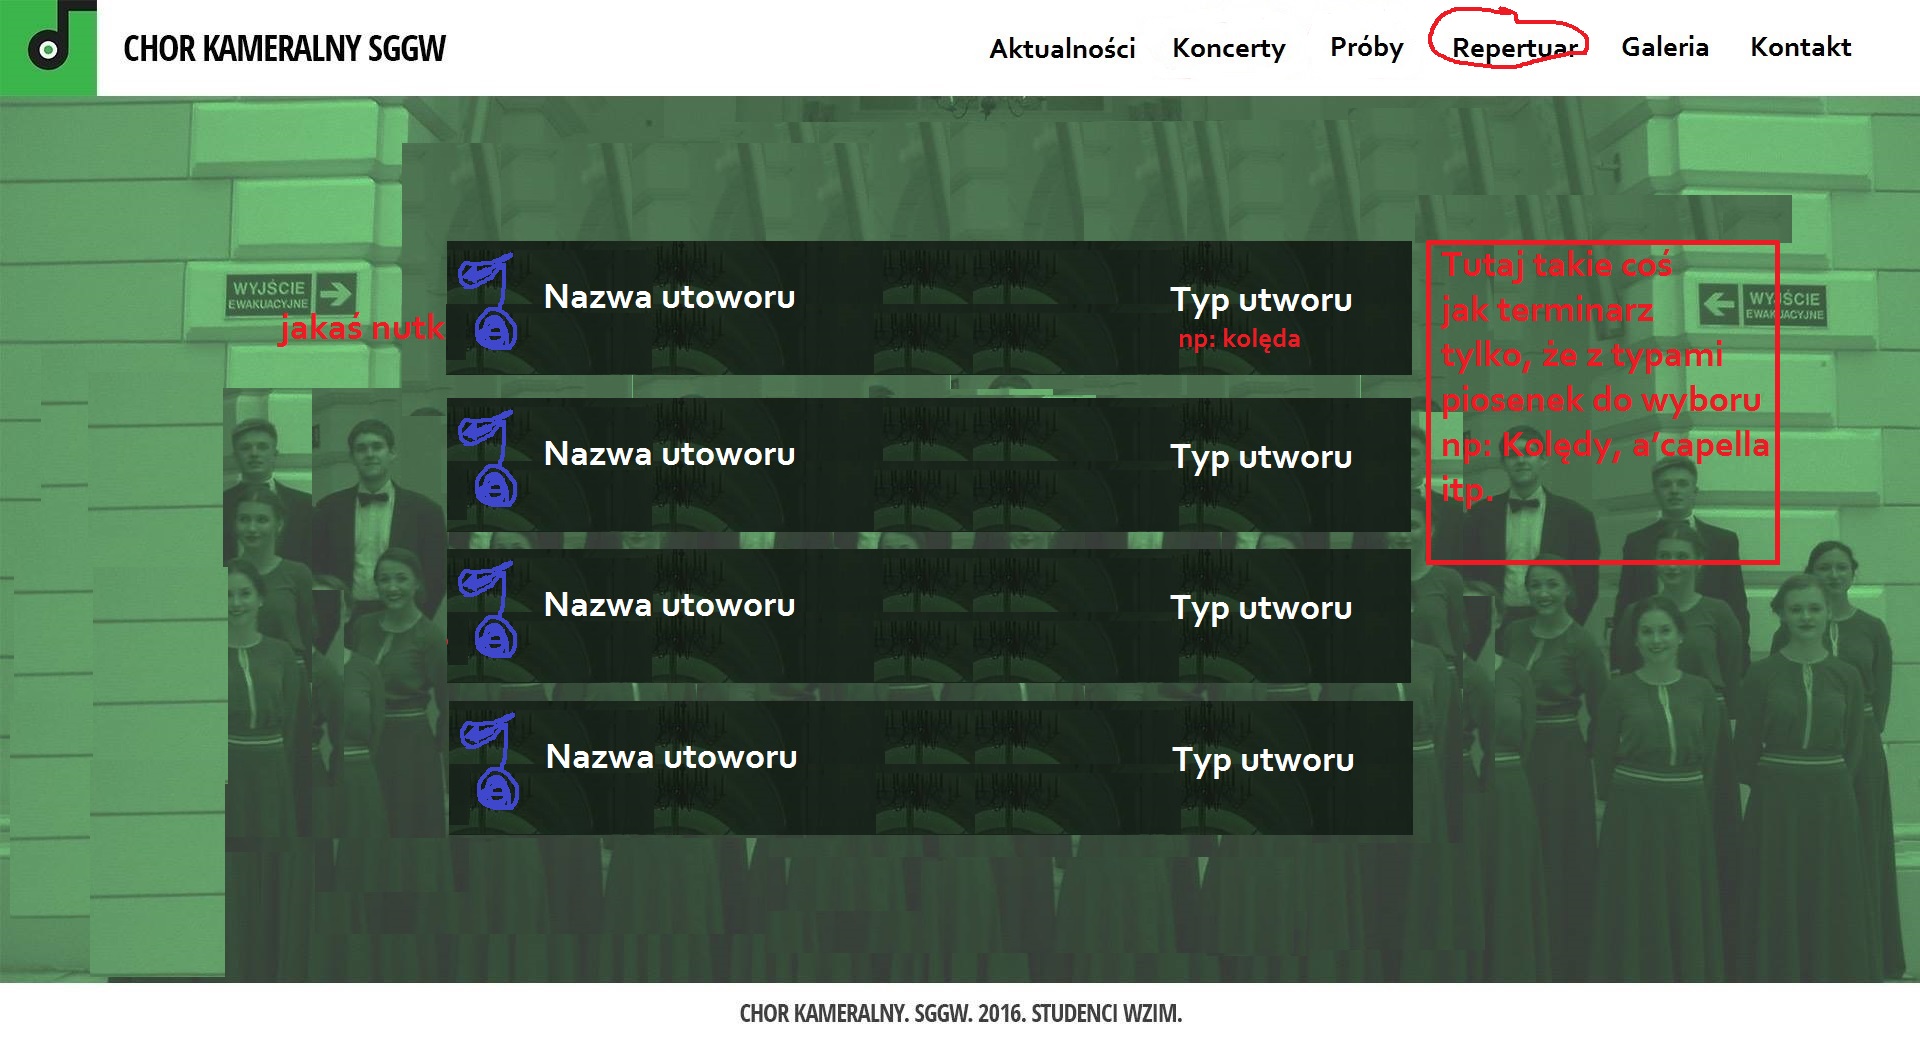 CHOR KAMERALNY SGGW
Aktualności Koncerty Próby Repertuar Galeria Kontakt
WYJŚCIE
EWAKUACYJNE
jakaś nutk
Nazwa utoworu
Typ utworu
np: kolęda
Tutaj takie coś
jak terminarz
tylko, że z typami
piosenek do wyboru
np: Kolędy, a'capella
itp.
WYJŚCIE
EWAKUACYJNE
Nazwa utoworu
Typ utworu
Nazwa utoworu
Typ utworu
Nazwa utoworu
Typ utworu
CHOR KAMERALNY. SGGW. 2016. STUDENCI WZIM.